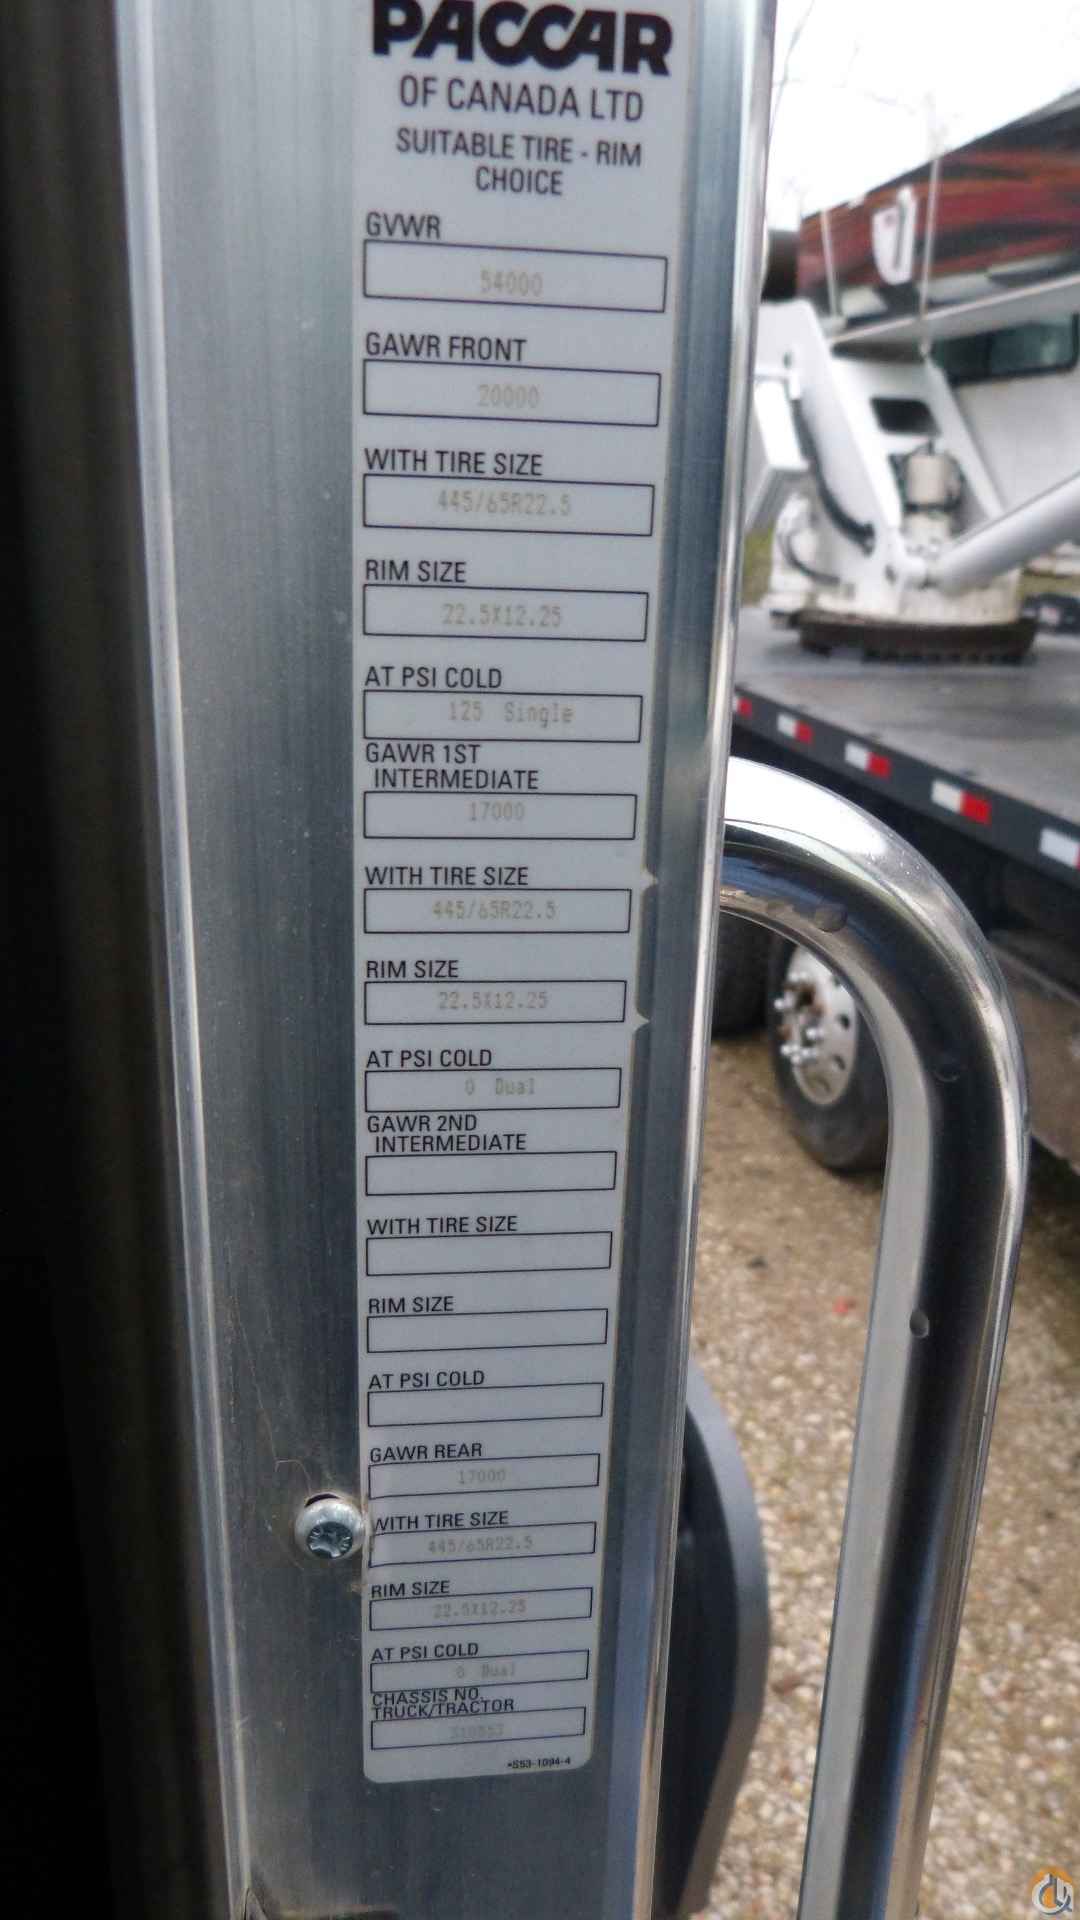 PACCAR
OF CANADA LTD
SUITABLE TIRE - RIM
CHOICE
GVWR
54000
GAWR FRONT
20000
WITH TIRE SIZE
445/65R22.5
RIM SIZE
22.5X12.25
AT PSI COLD
125 Single
GAWR 1ST
INTERMEDIATE
17000
WITH TIRE SIZE
445/65R22.5
RIM SIZE
22.5X12.25
AT PSI COLD
0 Dual
GAWR 2ND
INTERMEDIATE
WITH TIRE SIZE
RIM SIZE
AT PSI COLD
GAWR REAR
17000
WITH TIRE SIZE
445/65R22.5
RIM SIZE
22.5X12.25
AT PSI COLD
0 Dual
CHASSIS NO.
TRUCK/TRACTOR
•S53-1094-4